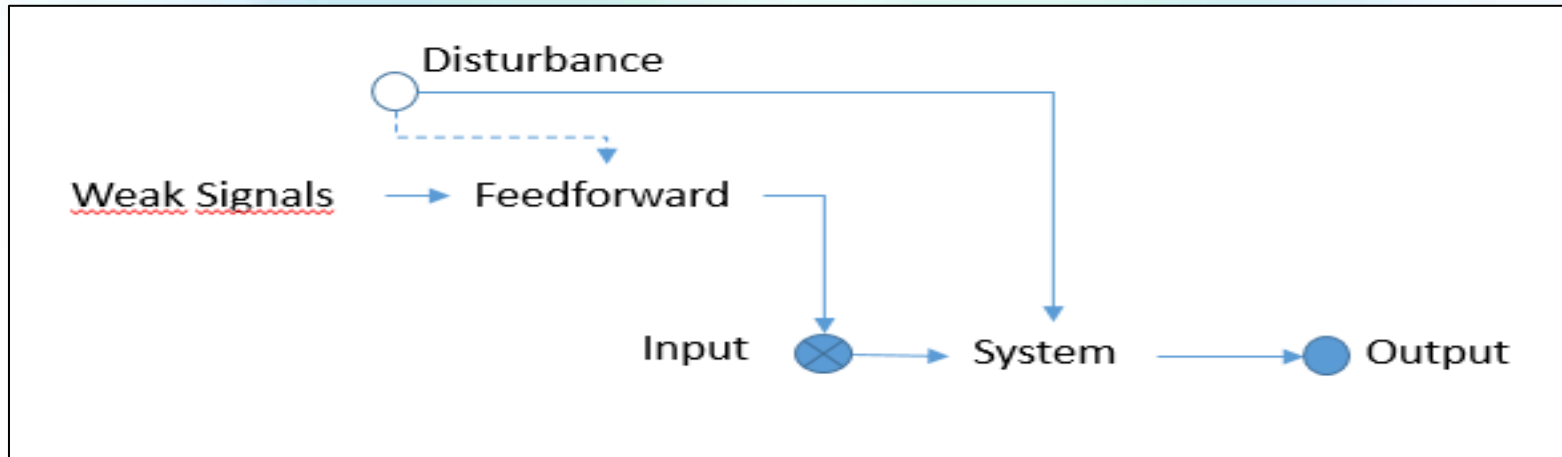 Disturbance
Weak Signals
Feedforward
Input
System
Output